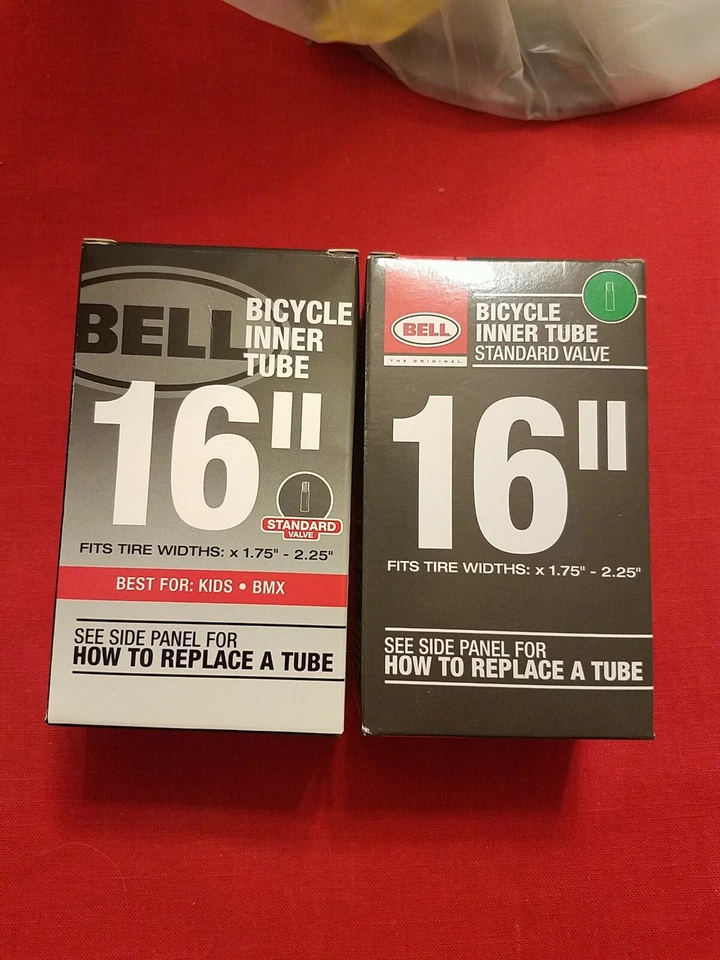 BELL
BICYCLE
INNER
TUBE
16"
STANDARD
VALVE
FITS TIRE WIDTHS: x 1.75" - 2.25"
BEST FOR: KIDS • BMX
SEE SIDE PANEL FOR
HOW TO REPLACE A TUBE
BELL
THE ORIGINAL.
BICYCLE
INNER TUBE
STANDARD VALVE
16"
FITS TIRE WIDTHS: x 1.75" - 2.25"
SEE SIDE PANEL FOR
HOW TO REPLACE A TUBE